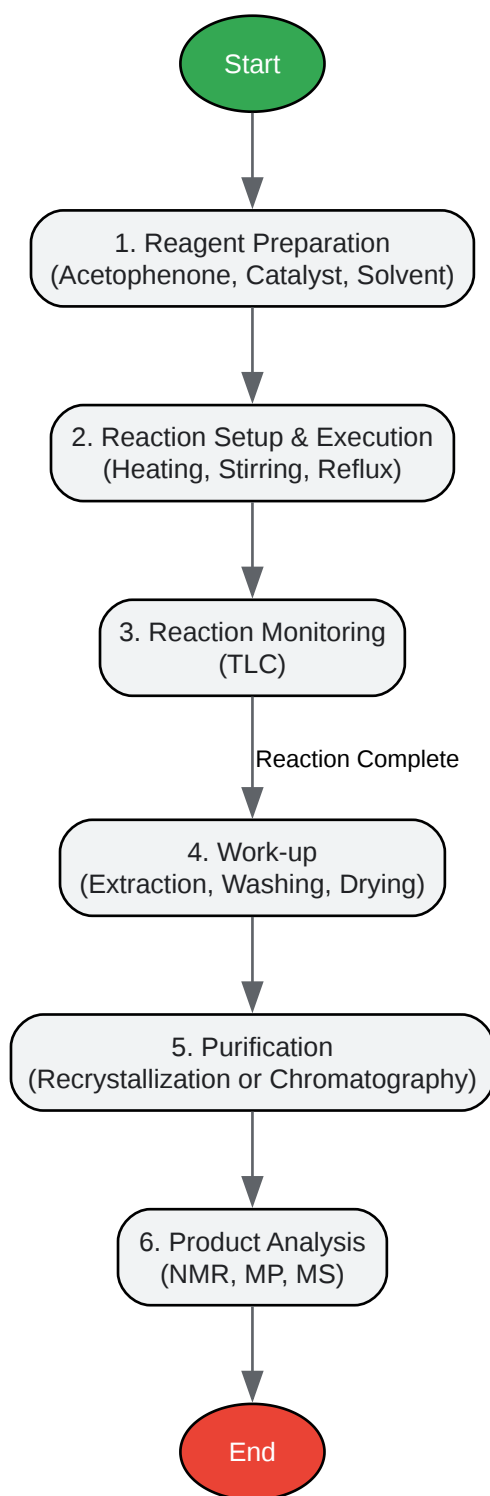 Start
1. Reagent Preparation
(Acetophenone, Catalyst, Solvent)
2. Reaction Setup & Execution
(Heating, Stirring, Reflux)
3. Reaction Monitoring
(TLC)
Reaction Complete
4. Work-up
(Extraction, Washing, Drying)
5. Purification
(Recrystallization or Chromatography)
6. Product Analysis
(NMR, MP, MS)
End